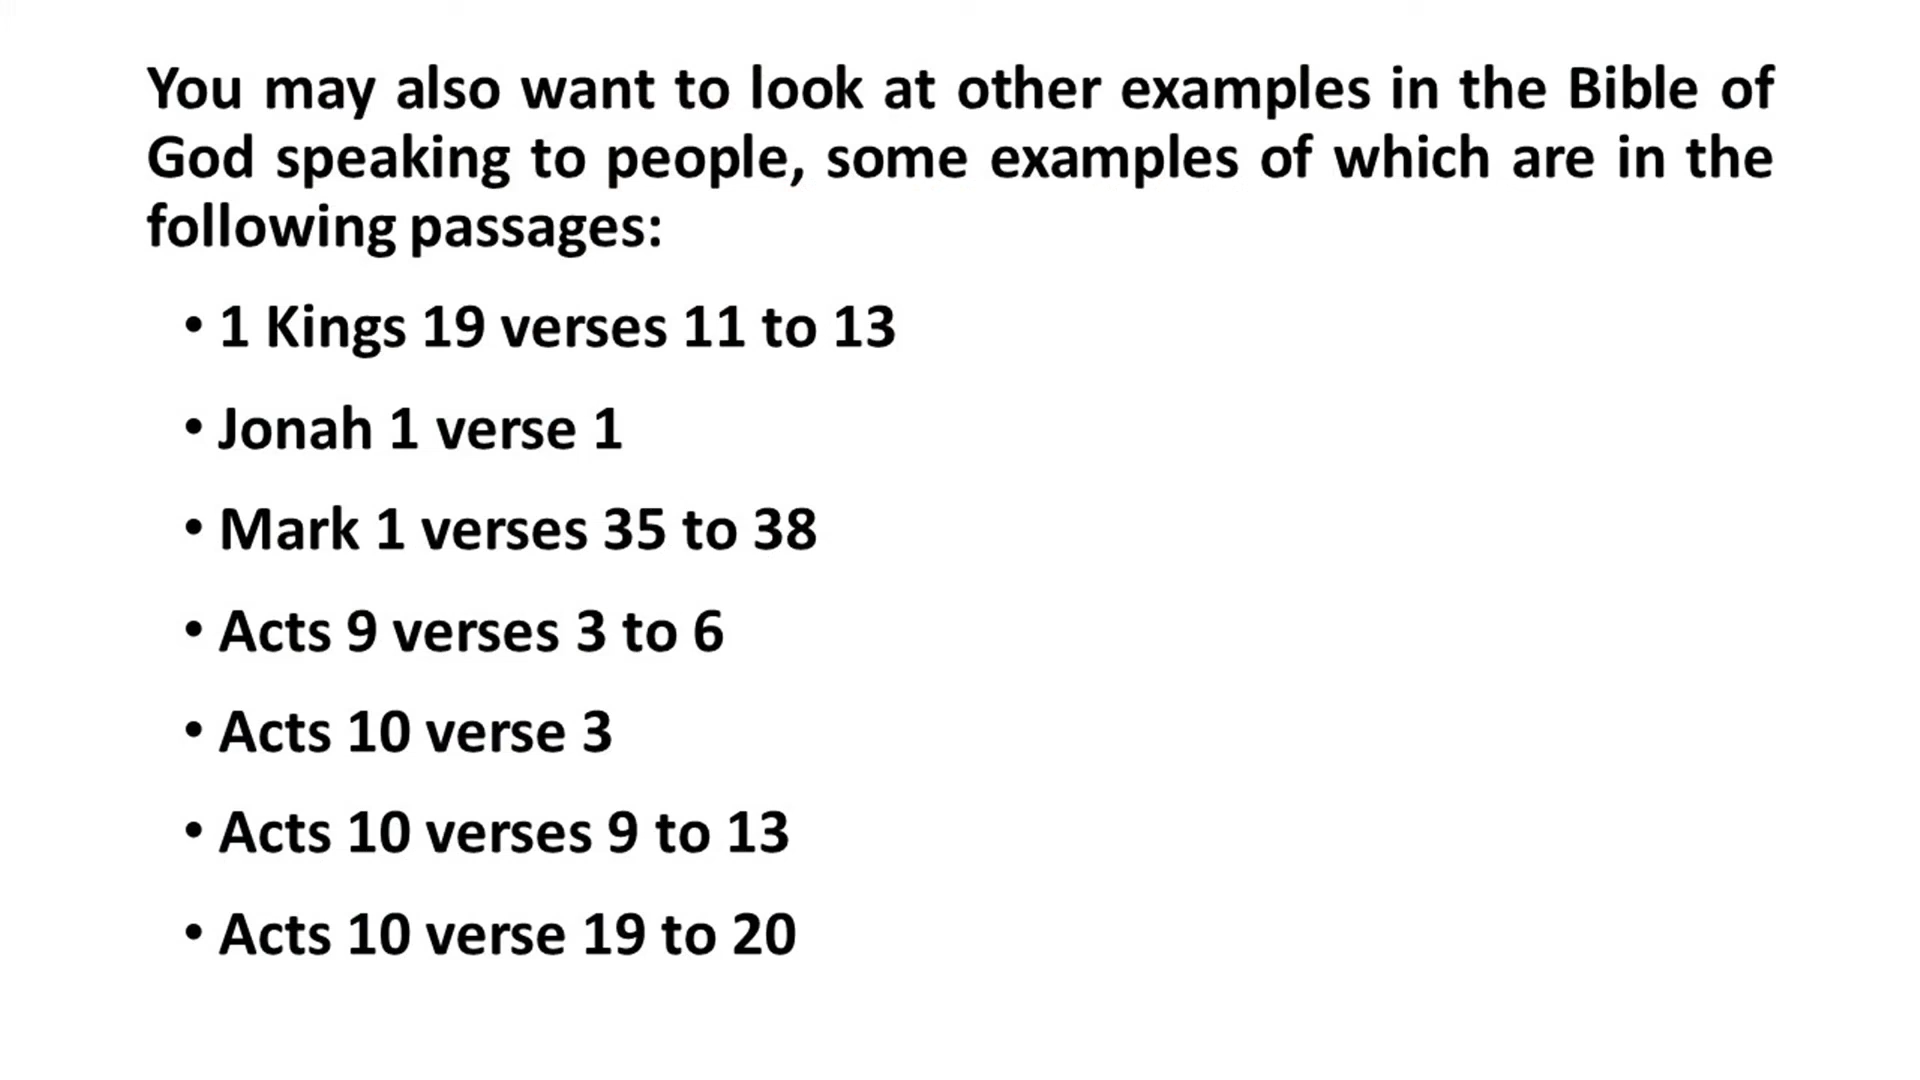 You may also want to look at other examples in the Bible of
God speaking to people, some examples of which are in the
following passages:
• 1 Kings 19 verses 11 to 13
• Jonah 1 verse 1
• Mark 1 verses 35 to 38
• Acts 9 verses 3 to 6
• Acts 10 verse 3
• Acts 10 verses 9 to 13
• Acts 10 verse 19 to 20